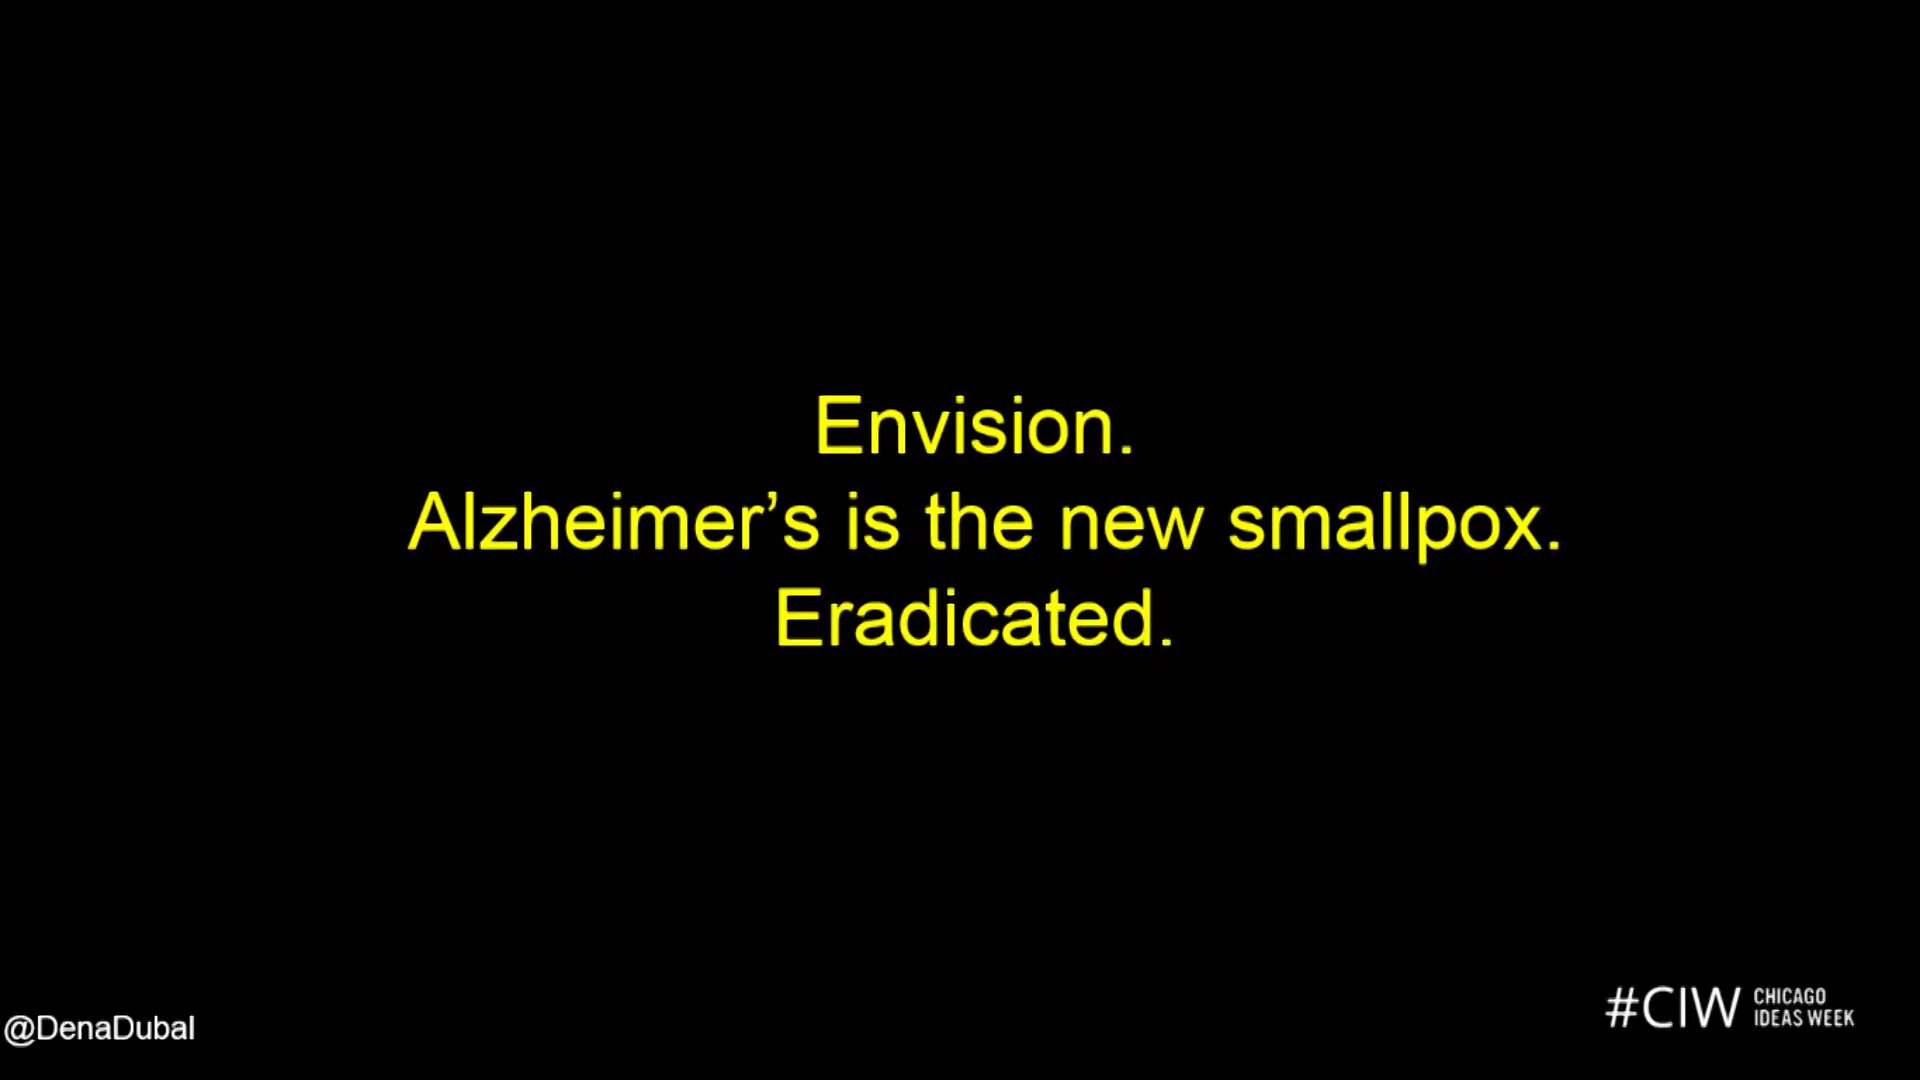 Envision.
Alzheimer’s is the new smallpox.
Eradicated.
@DenaDubal
#CIW CHICAGO
IDEAS WEEK